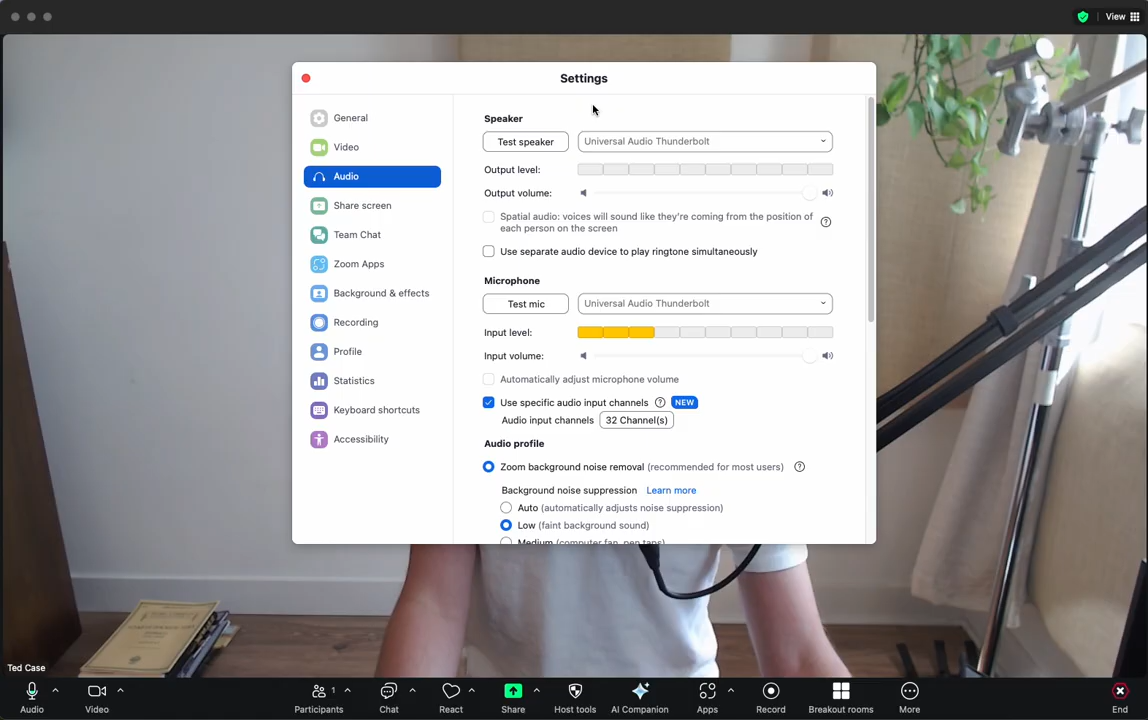 View
Settings
General
Video
Audio
Share screen
Team Chat
Zoom Apps
Background & effects
Recording
Profile
Statistics
Keyboard shortcuts
Accessibility
Speaker
Test speaker
Universal Audio Thunderbolt
Output level:
Output volume:
Spatial audio: voices will sound like they're coming from the position of
each person on the screen
Use separate audio device to play ringtone simultaneously
Microphone
Test mic
Universal Audio Thunderbolt
Input level:
Input volume:
Automatically adjust microphone volume
Use specific audio input channels ? NEW
Audio input channels 32 Channel(s)
Audio profile
Zoom background noise removal (recommended for most users) ?
Background noise suppression Learn more
Auto (automatically adjusts noise suppression)
Low (faint background sound)
Medium (computer fan, pen taps)
Ted Case
Audio
Video
Participants 1
Chat
React
Share
Host tools
AI Companion
Apps
Record
Breakout rooms
More
End